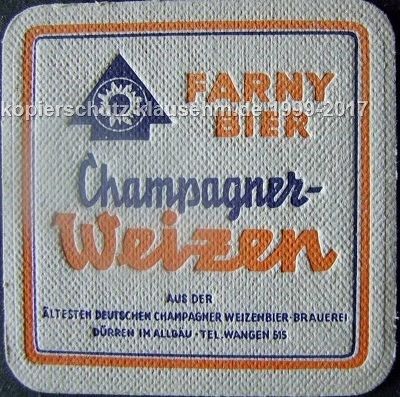 FARNY
kopierschutz klausehm.de 1999-2017
BIER
Champagner-
Weizen
AUS DER
ÄLTESTEN DEUTSCHEN CHAMPAGNER WEIZENBIER-BRAUEREI
DÜRREN IM ALLGÄU · TEL. WANGEN 515